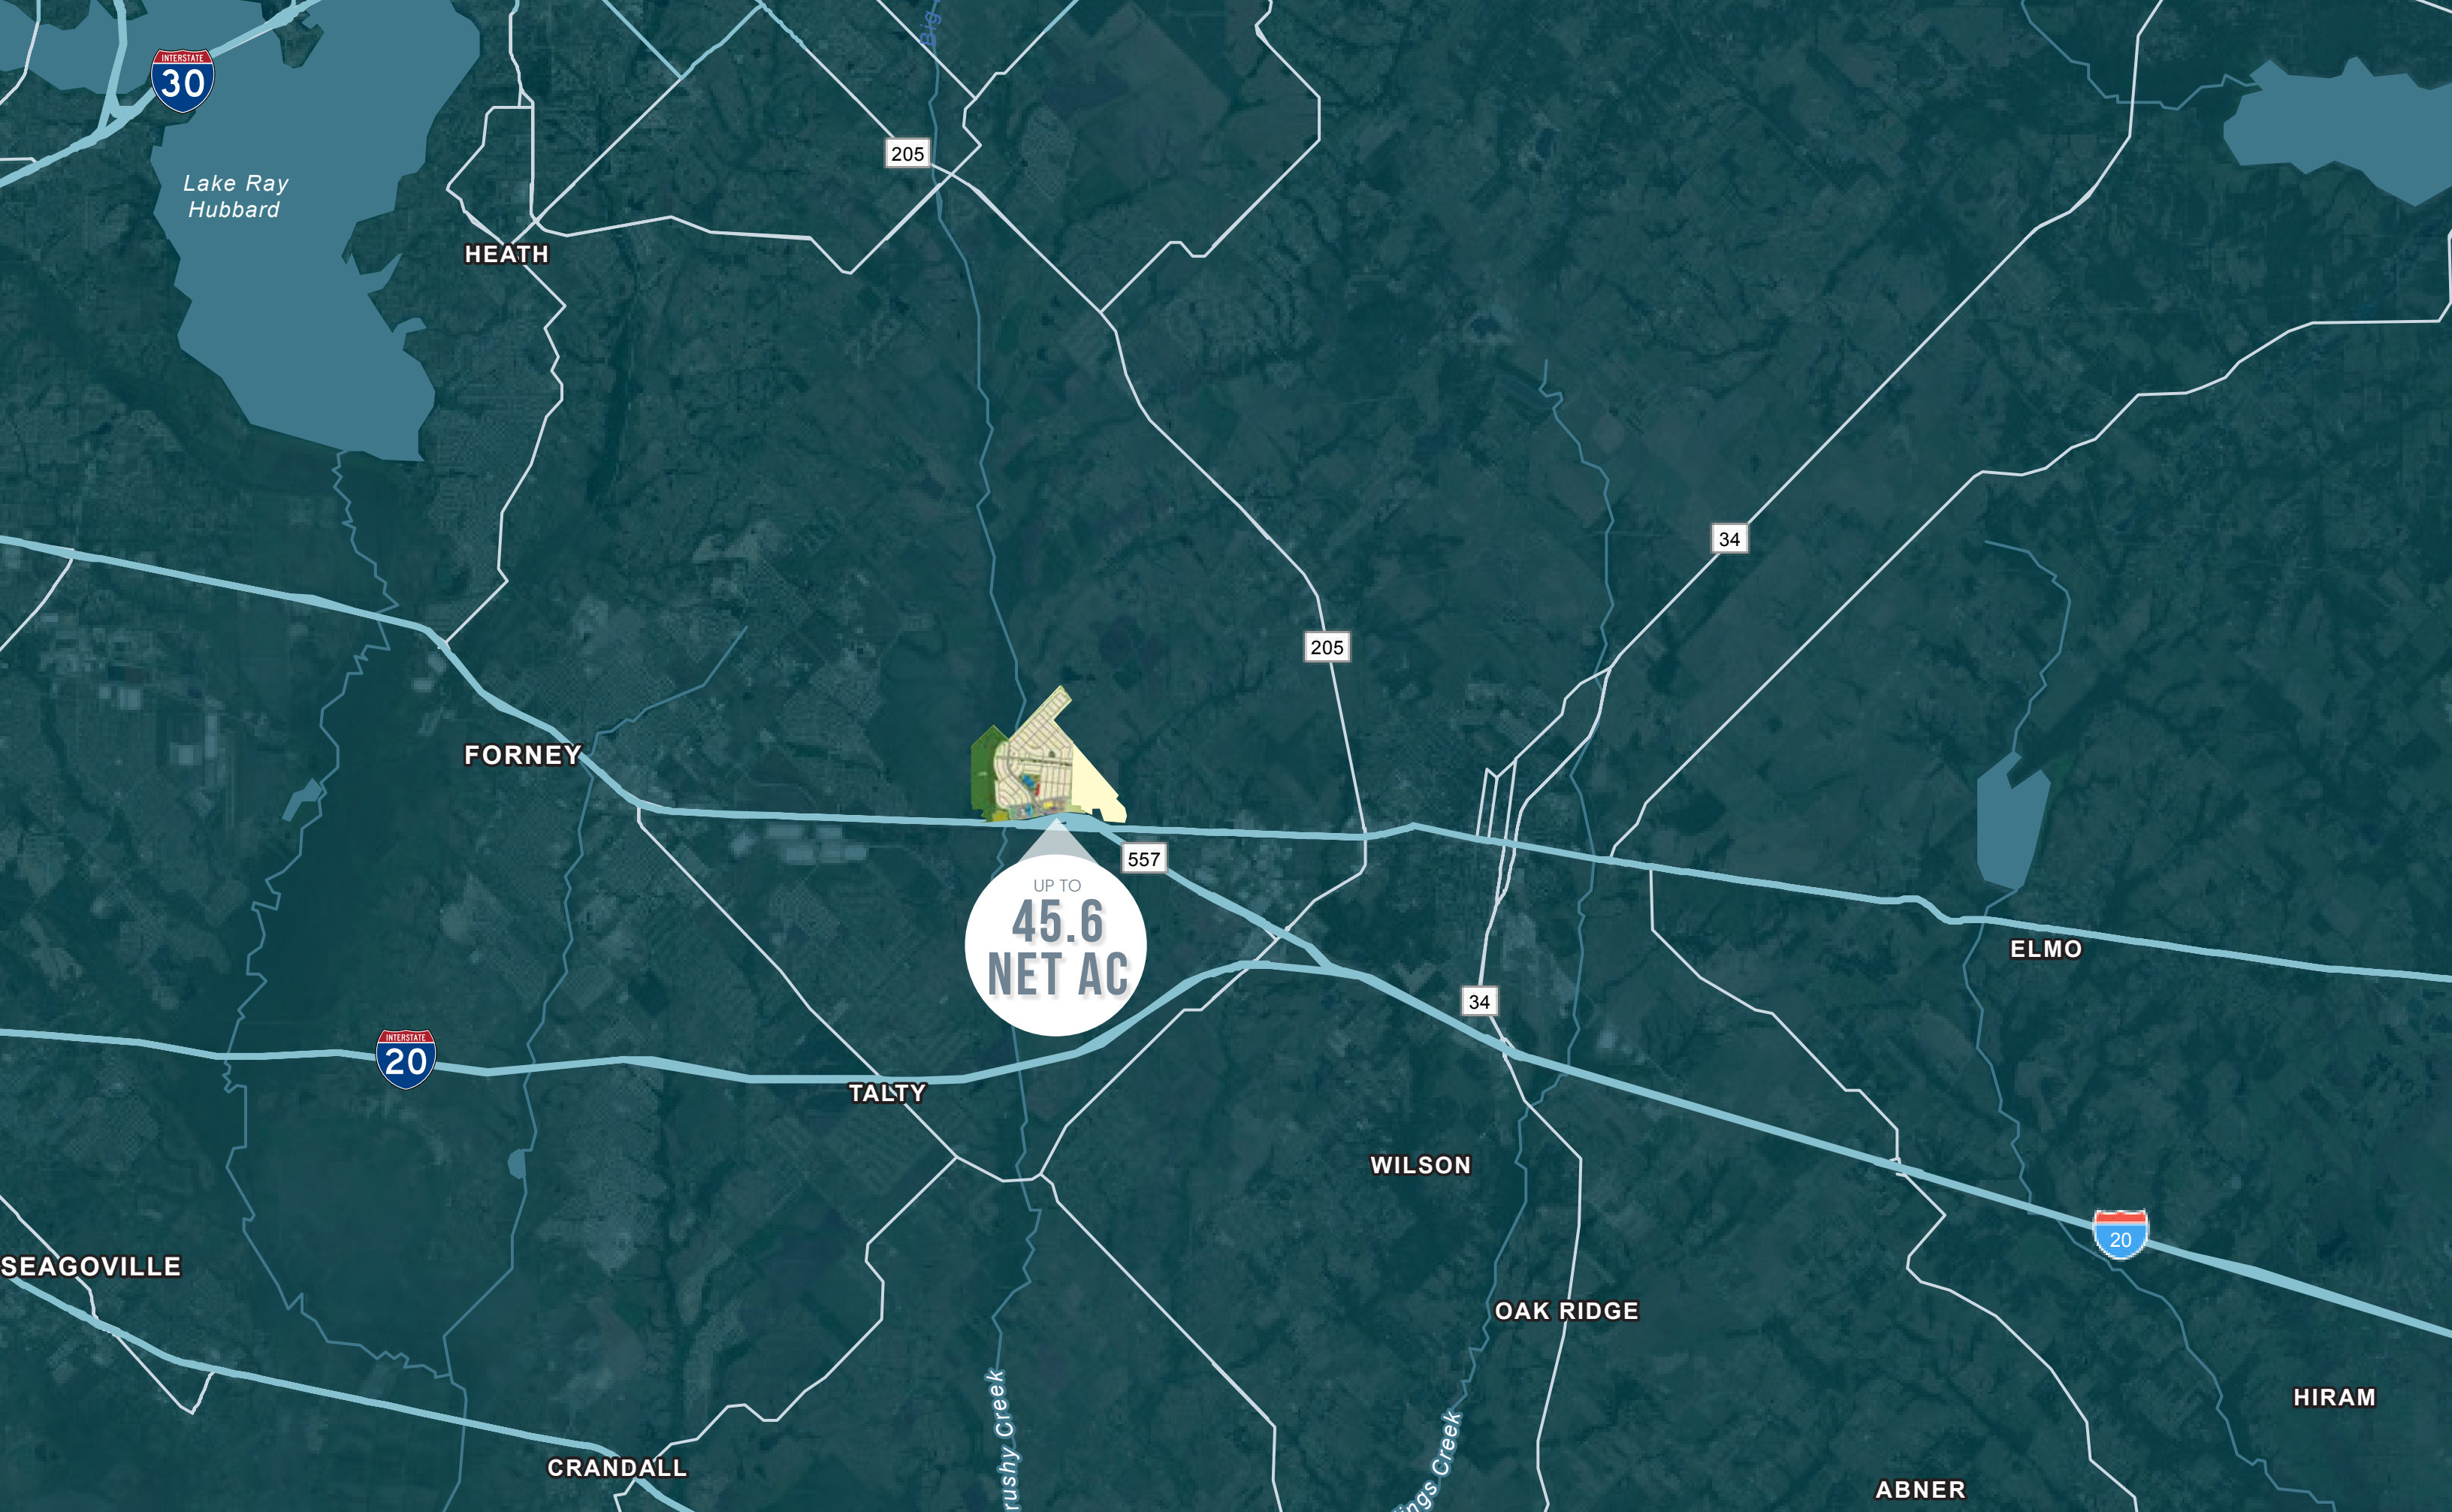 Big
INTERSTATE
30
205
Lake Ray
Hubbard
HEATH
34
205
FORNEY
557
UP TO
45.6
NET AC
ELMO
34
INTERSTATE
20
TALTY
WILSON
20
SEAGOVILLE
OAK RIDGE
HIRAM
rushy Creek
ings Creek
CRANDALL
ABNER